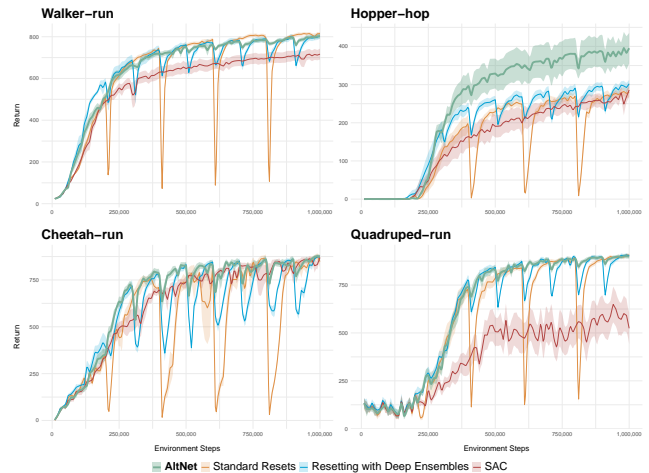 Walker-run
800
600
400
200
0
Return
0 250,000 500,000 750,000 1,000,000
Hopper-hop
400
300
200
100
0
0 250,000 500,000 750,000 1,000,000
Cheetah-run
750
500
250
0
Return
0 250,000 500,000 750,000 1,000,000
Environment Steps
Quadruped-run
750
500
250
0
0 250,000 500,000 750,000 1,000,000
Environment Steps
AltNet Standard Resets Resetting with Deep Ensembles SAC